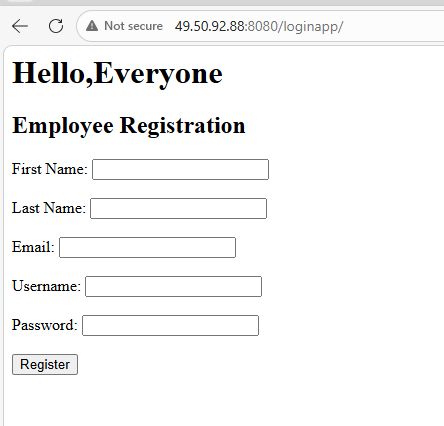 Not secure 49.50.92.88:8080/loginapp/
Hello,Everyone
Employee Registration
First Name:
Last Name:
Email:
Username:
Password:
Register